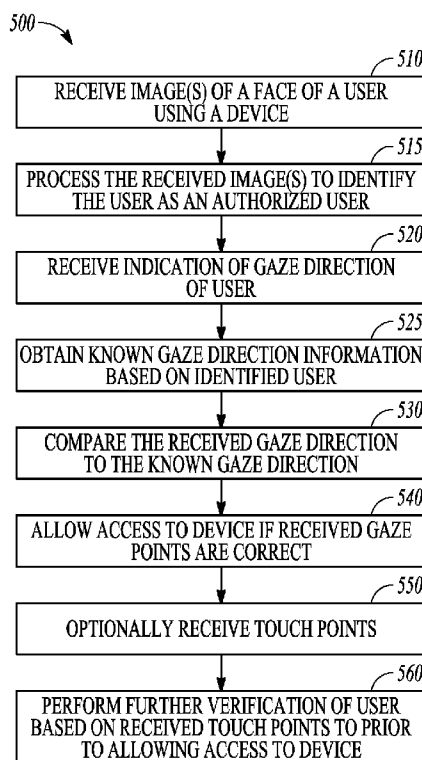 500
510
RECEIVE IMAGE(S) OF A FACE OF A USER
USING A DEVICE
515
PROCESS THE RECEIVED IMAGE(S) TO IDENTIFY
THE USER AS AN AUTHORIZED USER
520
RECEIVE INDICATION OF GAZE DIRECTION
OF USER
525
OBTAIN KNOWN GAZE DIRECTION INFORMATION
BASED ON IDENTIFIED USER
530
COMPARE THE RECEIVED GAZE DIRECTION
TO THE KNOWN GAZE DIRECTION
540
ALLOW ACCESS TO DEVICE IF RECEIVED GAZE
POINTS ARE CORRECT
550
OPTIONALLY RECEIVE TOUCH POINTS
560
PERFORM FURTHER VERIFICATION OF USER
BASED ON RECEIVED TOUCH POINTS TO PRIOR
TO ALLOWING ACCESS TO DEVICE